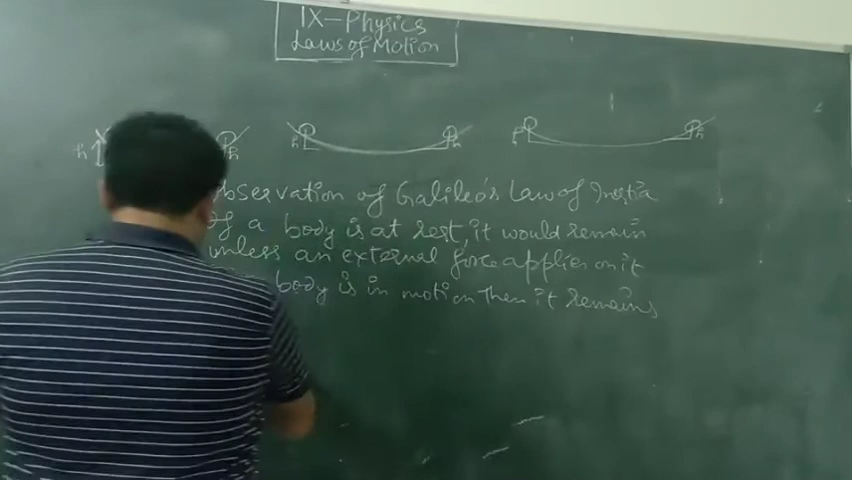 IX-Physics
Laws of Motion
h h h h h h
bservation of Galileo's Law of Inertia
If a body is at rest, it would remain
unless an external force applies on it
body is in motion then it remains